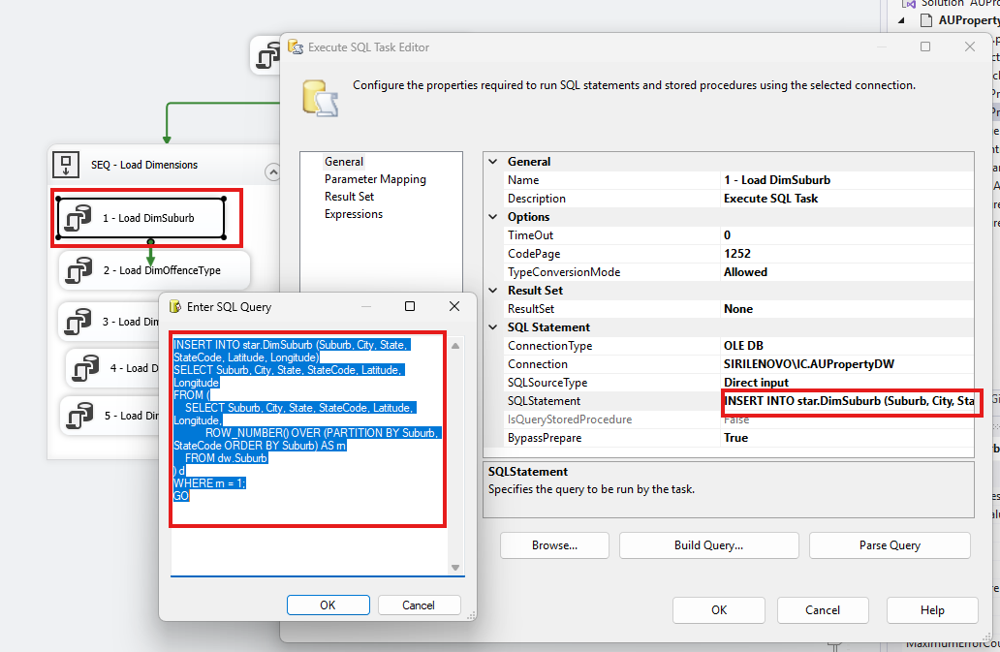 Solution 'AUPro
AUProperty
Execute SQL Task Editor
Configure the properties required to run SQL statements and stored procedures using the selected connection.
SEQ - Load Dimensions
1 - Load DimSuburb
2 - Load DimOffenceType
3 - Load Dim
4 - Load D
5 - Load Dim
General
Parameter Mapping
Result Set
Expressions
General
Name 1 - Load DimSuburb
Description Execute SQL Task
Options
TimeOut 0
CodePage 1252
TypeConversionMode Allowed
Result Set
ResultSet None
SQL Statement
ConnectionType OLE DB
Connection SIRILENOVO\IC.AUPropertyDW
SQLSourceType Direct input
SQLStatement INSERT INTO star.DimSuburb (Suburb, City, Sta
IsQueryStoredProcedure False
BypassPrepare True
SQLStatement
Specifies the query to be run by the task.
Browse...
Build Query...
Parse Query
OK
Cancel
Help
Enter SQL Query
INSERT INTO star.DimSuburb (Suburb, City, State,
StateCode, Latitude, Longitude)
SELECT Suburb, City, State, StateCode, Latitude,
Longitude
FROM (
SELECT Suburb, City, State, StateCode, Latitude,
Longitude,
ROW_NUMBER() OVER (PARTITION BY Suburb,
StateCode ORDER BY Suburb) AS rn
FROM dw.Suburb
) d
WHERE rn = 1;
GO
OK
Cancel
MaximumErrorCou